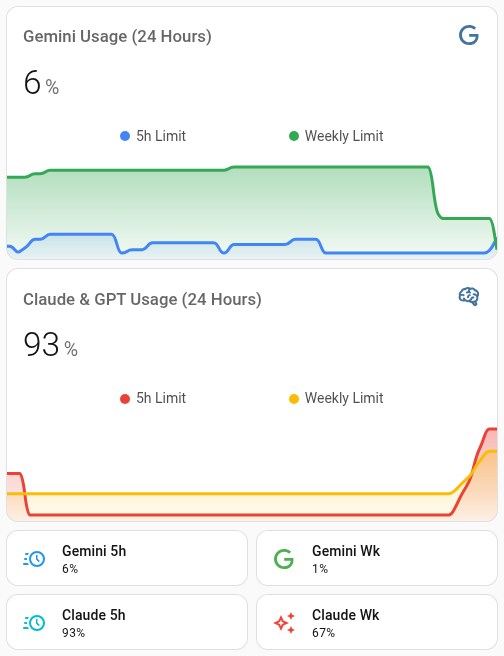 Gemini Usage (24 Hours)
6 %
5h Limit
Weekly Limit
Claude & GPT Usage (24 Hours)
93 %
5h Limit
Weekly Limit
Gemini 5h
6%
Gemini Wk
1%
Claude 5h
93%
Claude Wk
67%